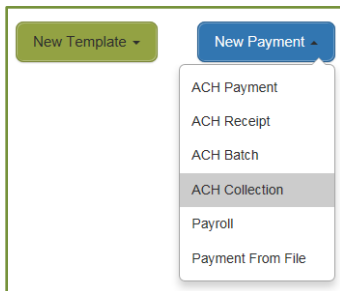 New Template
New Payment
ACH Payment
ACH Receipt
ACH Batch
ACH Collection
Payroll
Payment From File